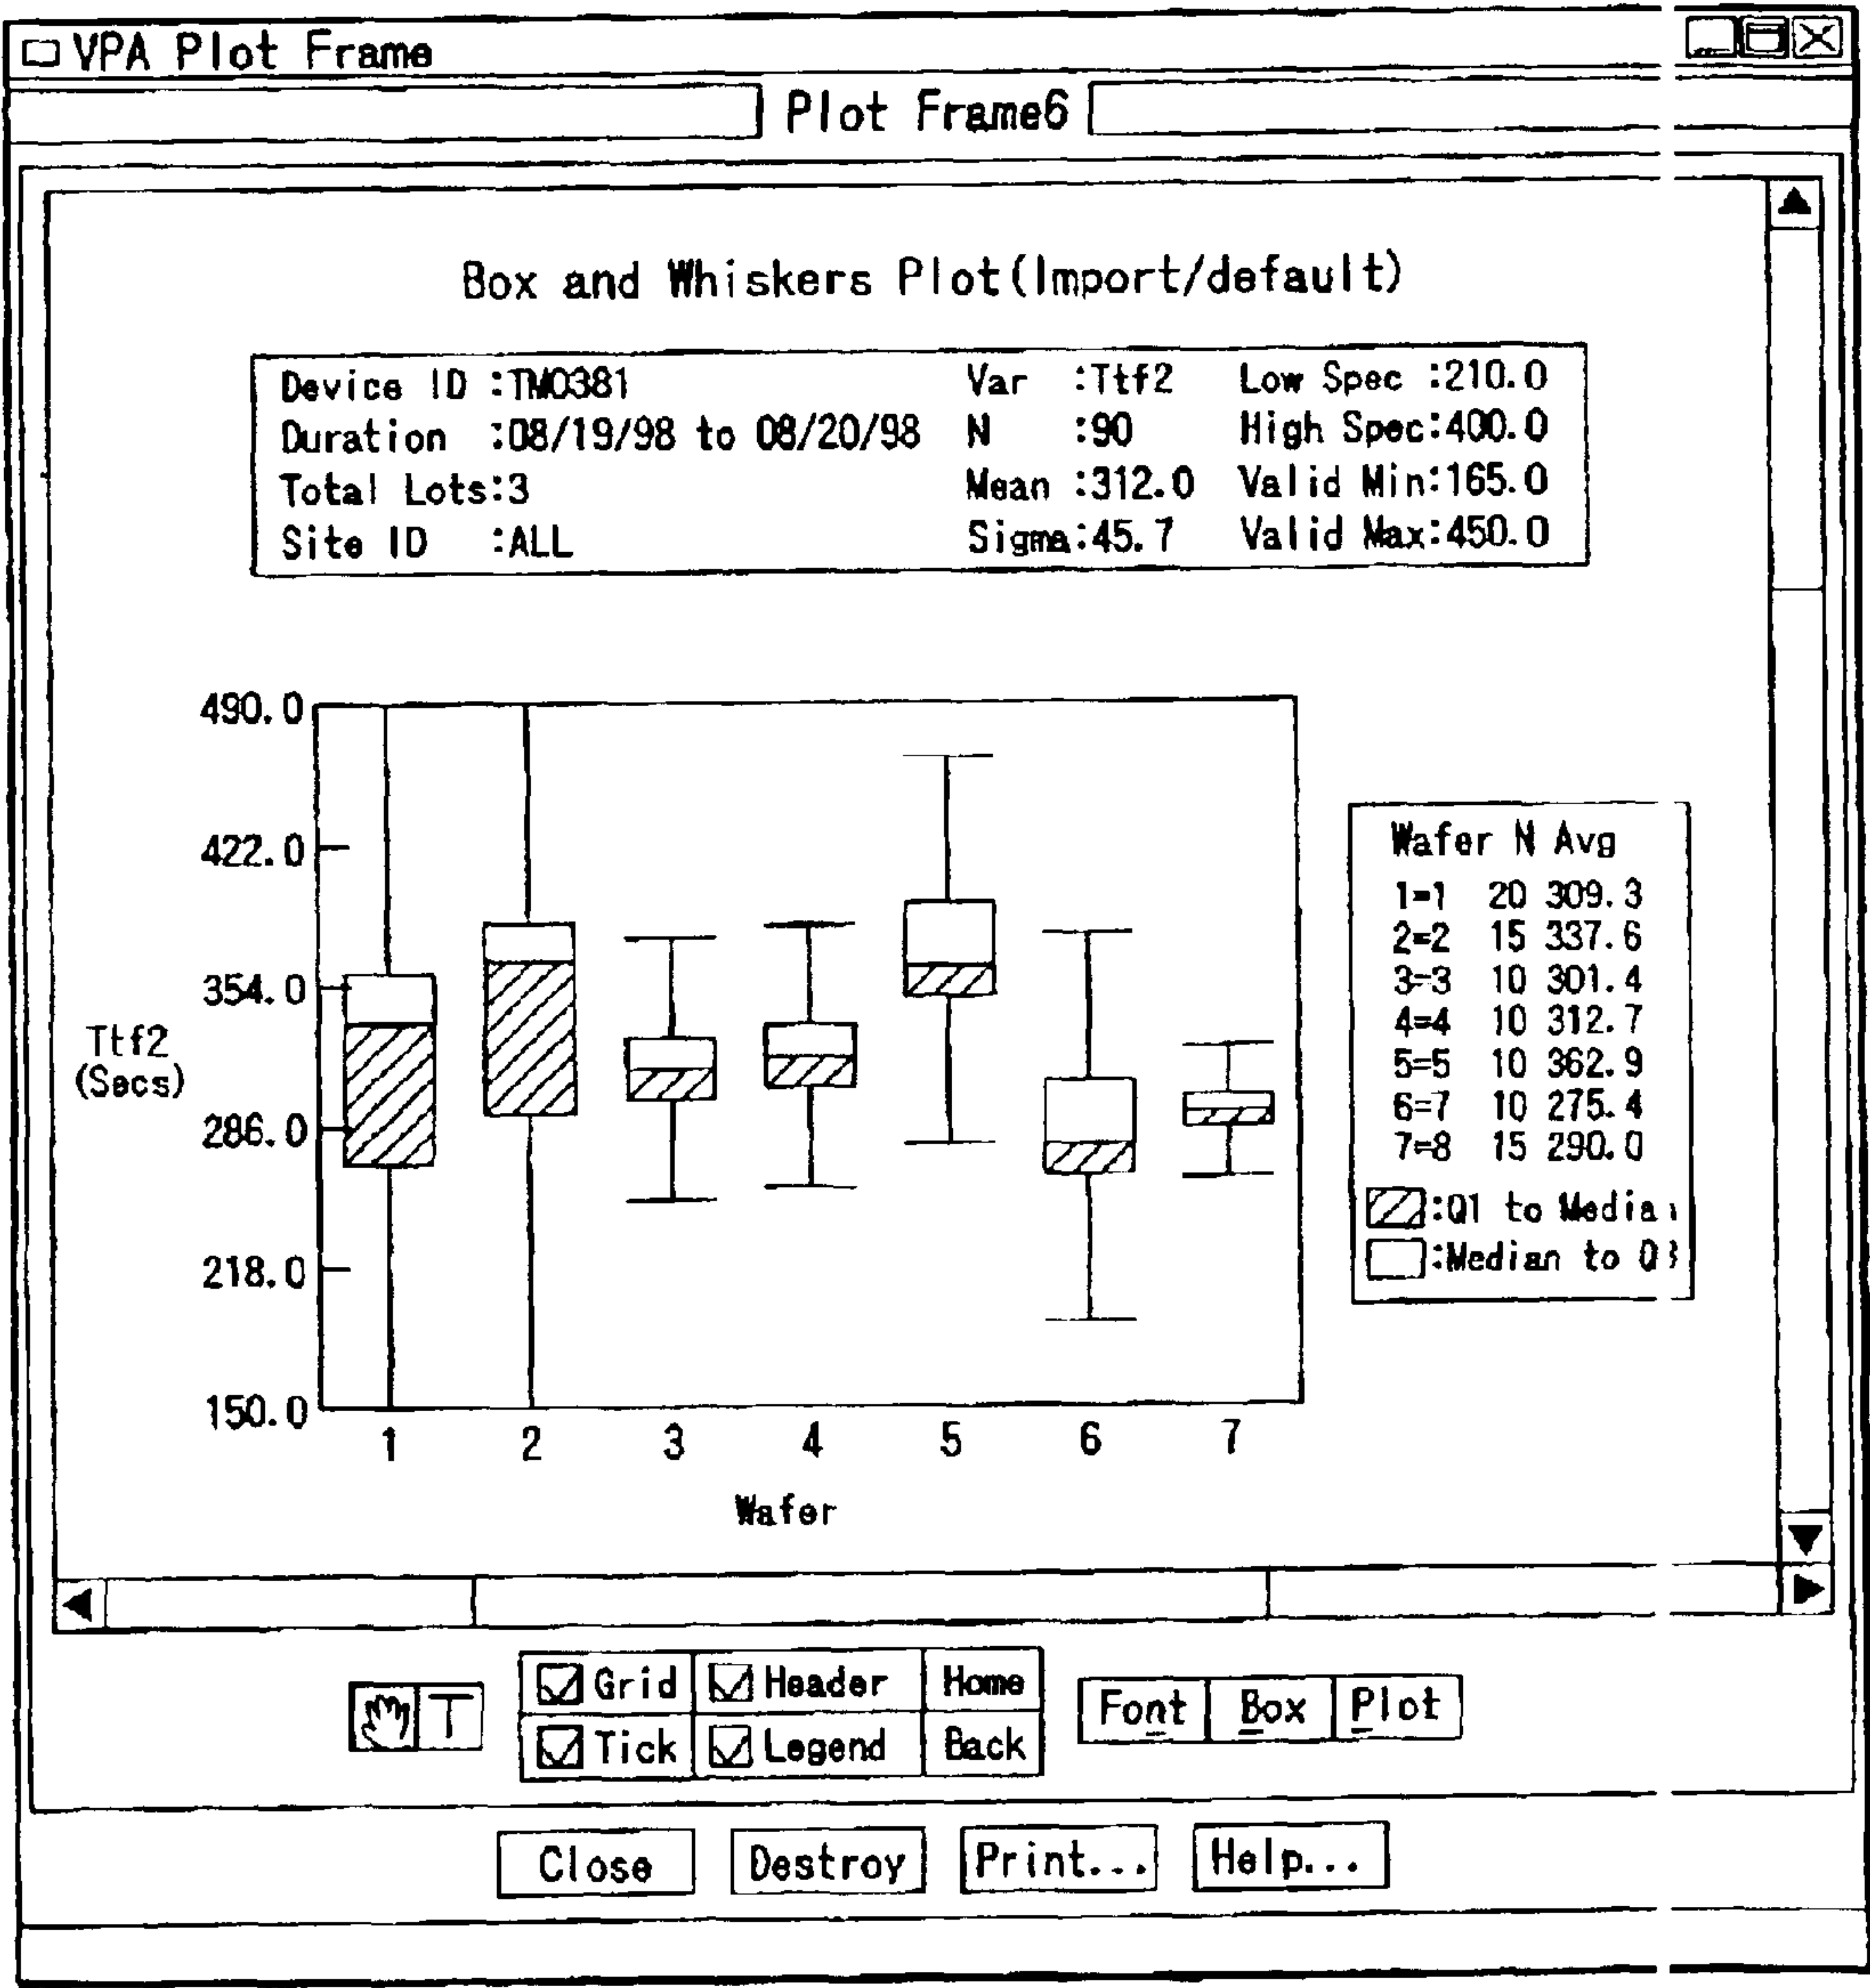 VPA Plot Frame
Plot Frame6
Box and Whiskers Plot(Import/default)
Device ID :TM0381 Var :Ttf2 Low Spec :210.0
Duration :08/19/98 to 08/20/98 N :90 High Spec:400.0
Total Lots:3 Mean :312.0 Valid Min:165.0
Site ID :ALL Sigma:45.7 Valid Max:450.0
490.0
422.0
354.0
286.0
218.0
150.0
Ttf2
(Secs)
1 2 3 4 5 6 7
Wafer
Wafer N Avg
1=1 20 309.3
2=2 15 337.6
3=3 10 301.4
4=4 10 312.7
5=5 10 362.9
6=7 10 275.4
7=8 15 290.0
:Q1 to Median
:Median to Q3
T
Grid Header Home
Tick Legend Back
Font Box Plot
Close Destroy Print... Help...